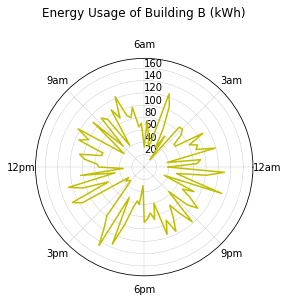 Energy Usage of Building B (kWh)
6am
9am
3am
160
140
120
100
80
60
40
20
12pm
12am
3pm
9pm
6pm